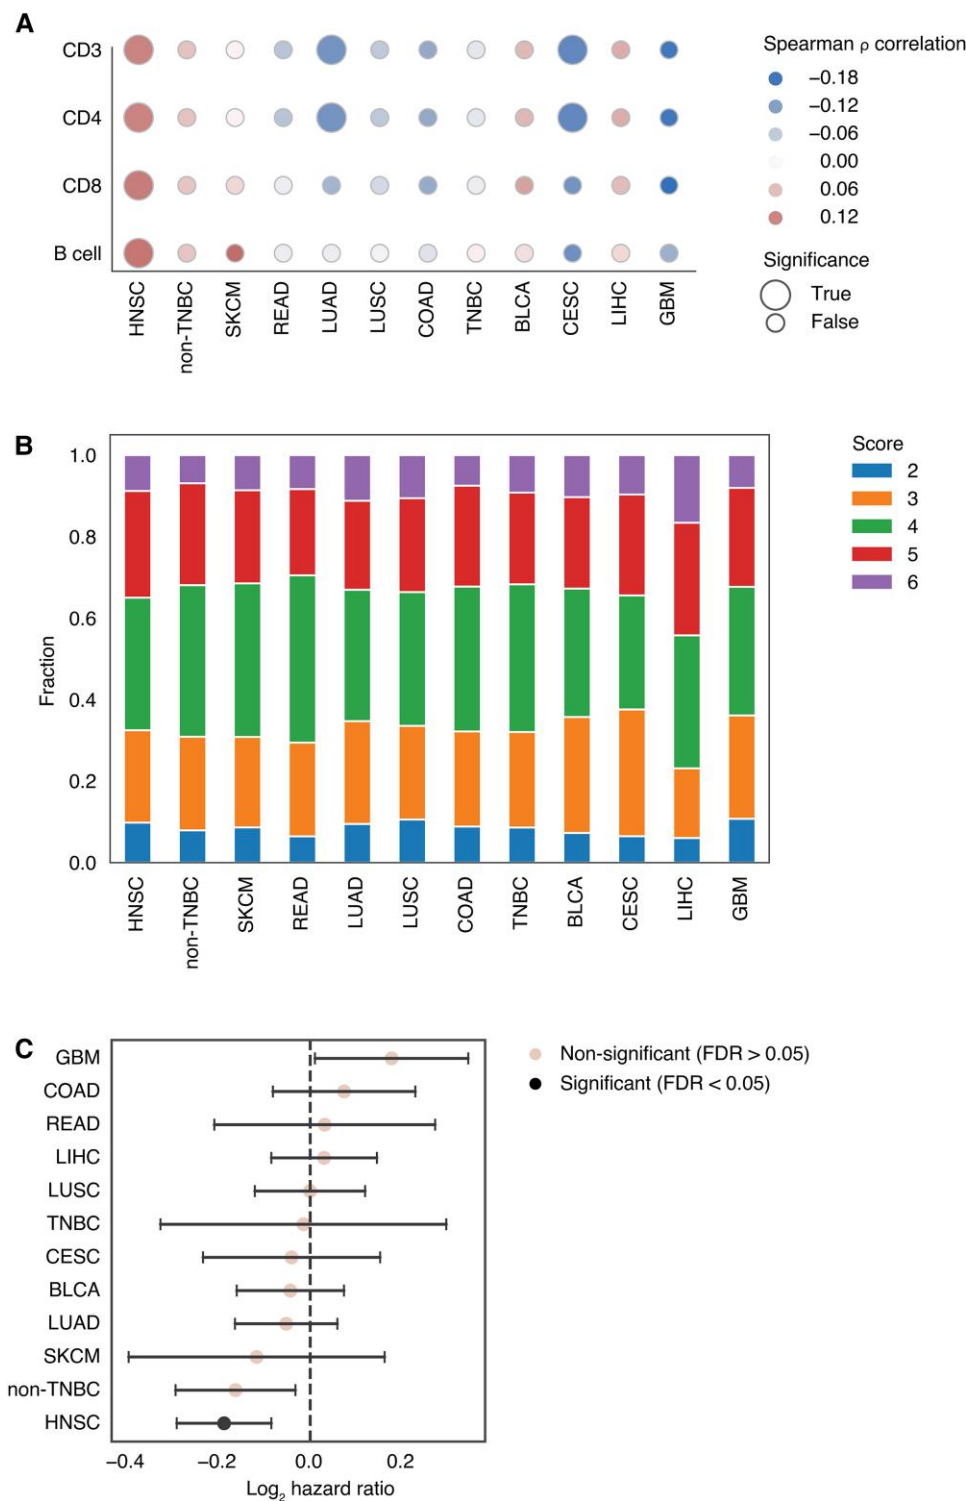 A
CD3
CD4
CD8
B cell
HNSC
non-TNBC
SKCM
READ
LUAD
LUSC
COAD
TNBC
BLCA
CESC
LIHC
GBM
Spearman ρ correlation
−0.18
−0.12
−0.06
0.00
0.06
0.12
Significance
True
False
B
Fraction
1.0
0.8
0.6
0.4
0.2
0.0
HNSC
non-TNBC
SKCM
READ
LUAD
LUSC
COAD
TNBC
BLCA
CESC
LIHC
GBM
Score
2
3
4
5
6
C
GBM
COAD
READ
LIHC
LUSC
TNBC
CESC
BLCA
LUAD
SKCM
non-TNBC
HNSC
−0.4 −0.2 0.0 0.2
Log₂ hazard ratio
Non-significant (FDR > 0.05)
Significant (FDR < 0.05)